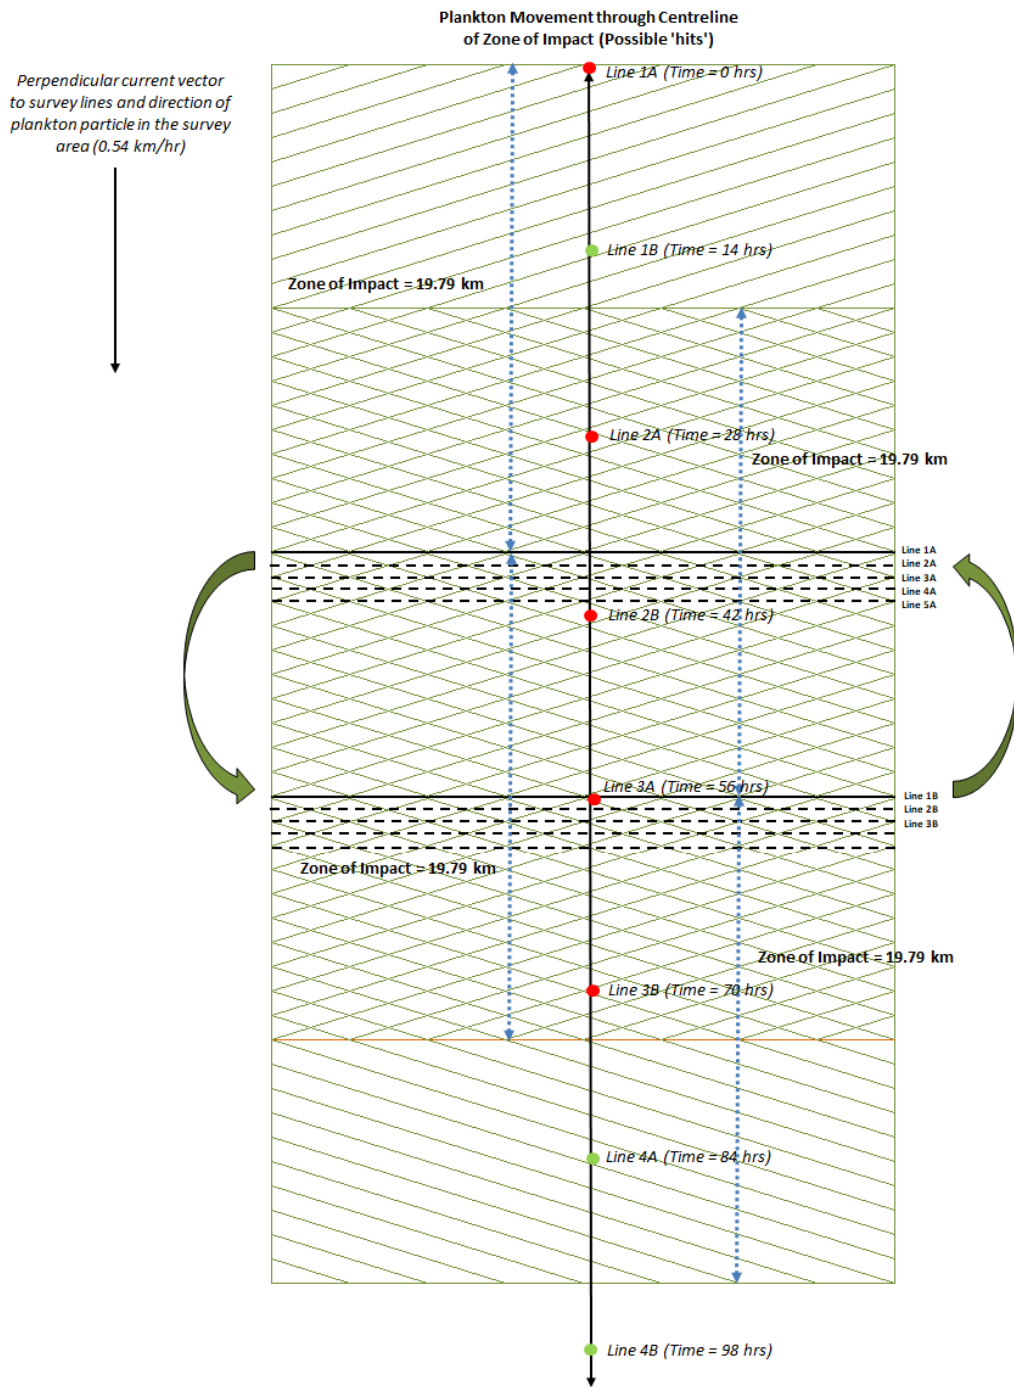 Plankton Movement through Centreline
of Zone of Impact (Possible 'hits')
Perpendicular current vector
to survey lines and direction of
plankton particle in the survey
area (0.54 km/hr)
Line 1A (Time = 0 hrs)
Line 1B (Time = 14 hrs)
Zone of Impact = 19.79 km
Line 2A (Time = 28 hrs)
Zone of Impact = 19.79 km
Line 1A
Line 2A
Line 3A
Line 4A
Line 5A
Line 2B (Time = 42 hrs)
Line 3A (Time = 56 hrs)
Line 1B
Line 2B
Line 3B
Zone of Impact = 19.79 km
Zone of Impact = 19.79 km
Line 3B (Time = 70 hrs)
Line 4A (Time = 84 hrs)
Line 4B (Time = 98 hrs)